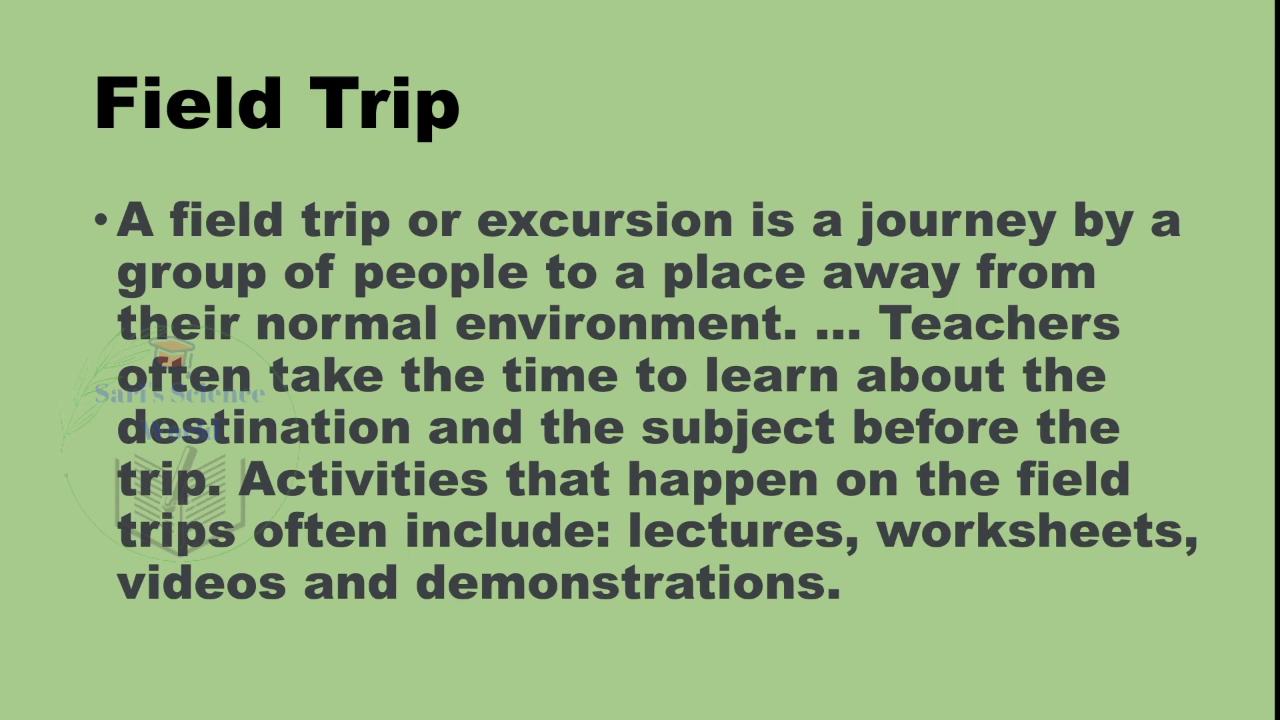 Field Trip
• A field trip or excursion is a journey by a
group of people to a place away from
their normal environment. ... Teachers
often take the time to learn about the
destination and the subject before the
trip. Activities that happen on the field
trips often include: lectures, worksheets,
videos and demonstrations.
Science